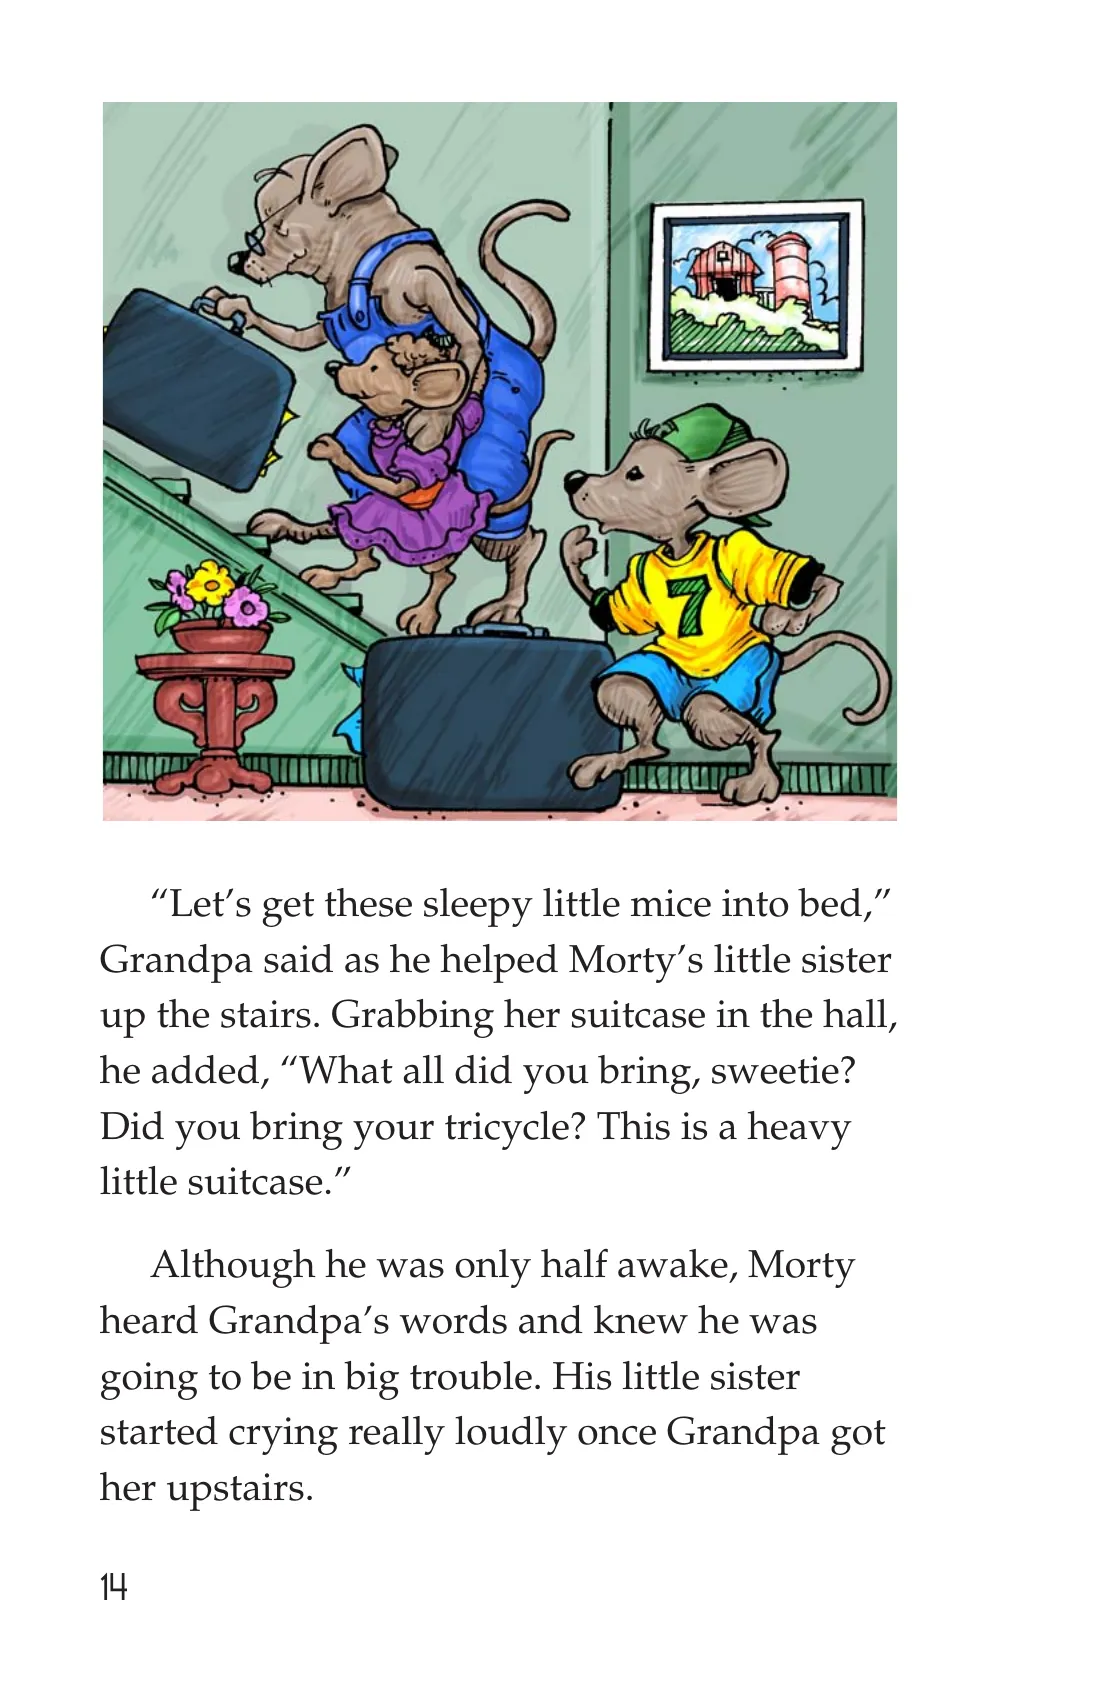 7
“Let’s get these sleepy little mice into bed,”
Grandpa said as he helped Morty’s little sister
up the stairs. Grabbing her suitcase in the hall,
he added, “What all did you bring, sweetie?
Did you bring your tricycle? This is a heavy
little suitcase.”
Although he was only half awake, Morty
heard Grandpa’s words and knew he was
going to be in big trouble. His little sister
started crying really loudly once Grandpa got
her upstairs.
14